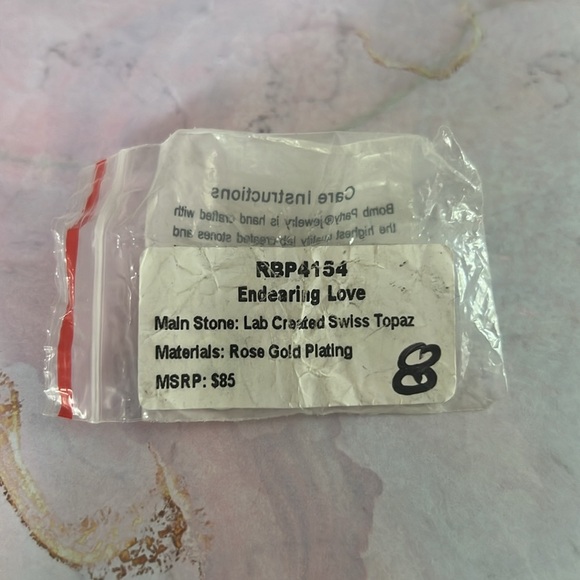 Care Instructions
Bomb Party® jewelry is hand crafted with
the highest quality lab created stones and
RBP4154
Endearing Love
Main Stone: Lab Created Swiss Topaz
Materials: Rose Gold Plating
MSRP: $85
8